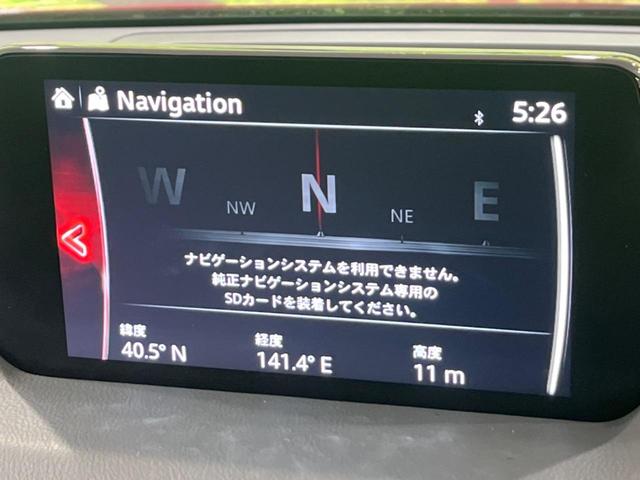 Navigation
5:26
W NW N NE E
ナビゲーションシステムを利用できません。
純正ナビゲーションシステム専用の
SDカードを装着してください。
緯度 経度 高度
40.5° N 141.4° E 11 m